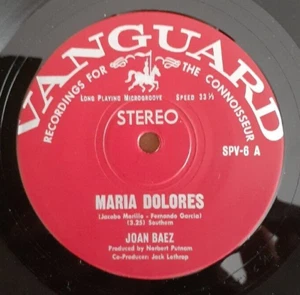 VANGUARD
RECORDINGS FOR THE CONNOISSEUR
LONG PLAYING MICROGROOVE SPEED 33⅓
STEREO
SPV-6 A
MARIA DOLORES
(Jacobo Morillo - Fernando Garcia)
(3.25) Southern
JOAN BAEZ
Produced by Norbert Putnam
Co-Producer: Jack Lothrop